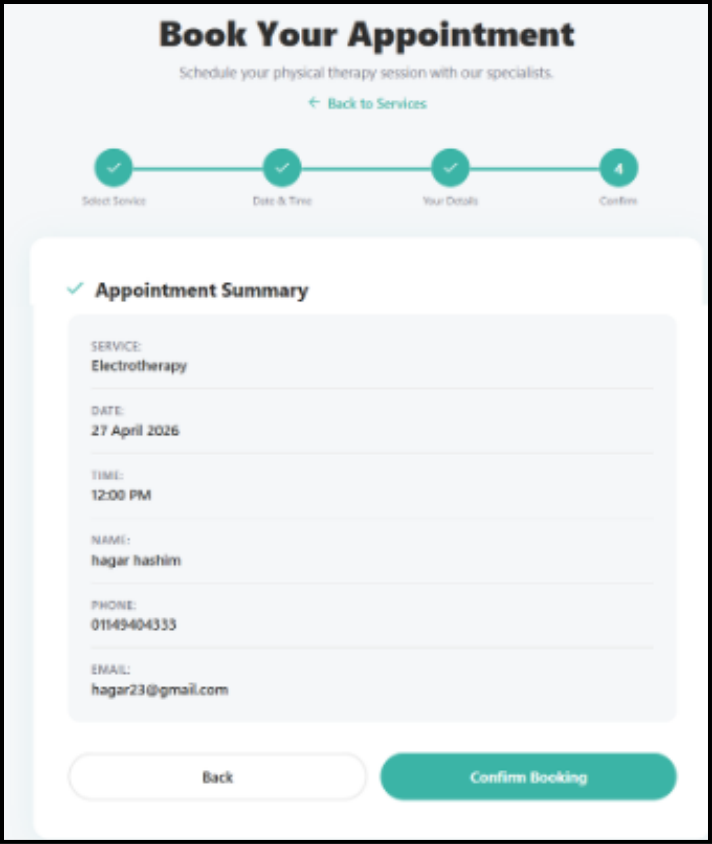 Book Your Appointment
Schedule your physical therapy session with our specialists.
← Back to Services
4
Select Service
Date & Time
Your Details
Confirm
Appointment Summary
SERVICE:
Electrotherapy
DATE:
27 April 2026
TIME:
12:00 PM
NAME:
hagar hashim
PHONE:
01149404333
EMAIL:
hagar23@gmail.com
Back
Confirm Booking